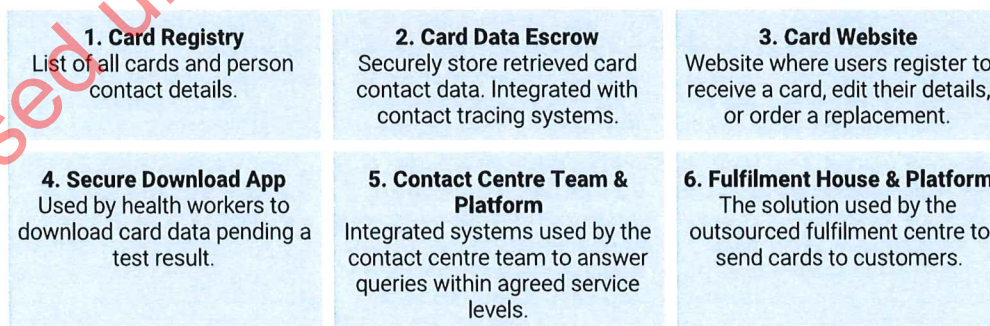 1. Card Registry
List of all cards and person
contact details.
2. Card Data Escrow
Securely store retrieved card
contact data. Integrated with
contact tracing systems.
3. Card Website
Website where users register to
receive a card, edit their details,
or order a replacement.
4. Secure Download App
Used by health workers to
download card data pending a
test result.
5. Contact Centre Team &
Platform
Integrated systems used by the
contact centre team to answer
queries within agreed service
levels.
6. Fulfilment House & Platform
The solution used by the
outsourced fulfilment centre to
send cards to customers.